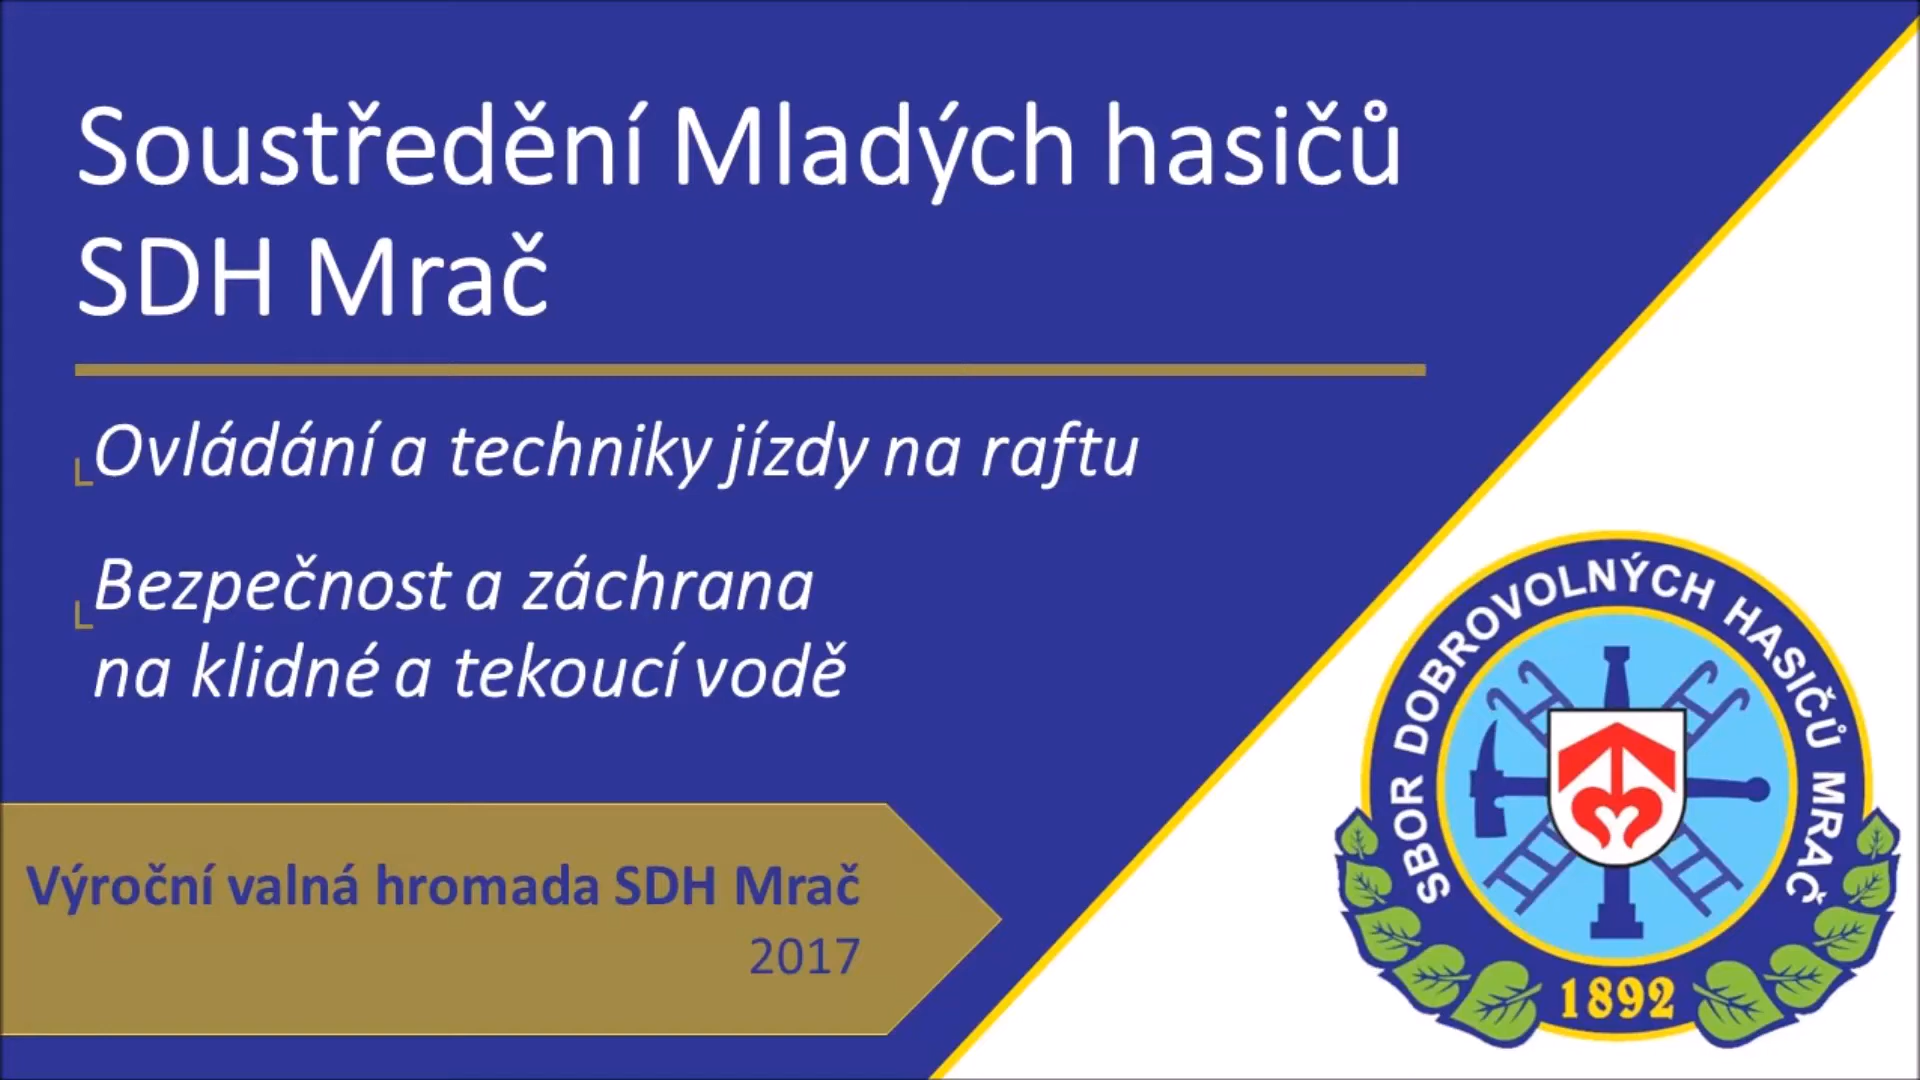 Soustředění Mladých hasičů
SDH Mrač
Ovládání a techniky jízdy na raftu
Bezpečnost a záchrana
na klidné a tekoucí vodě
Výroční valná hromada SDH Mrač
2017
SBOR DOBROVOLNÝCH HASIČŮ MRAČ
1892